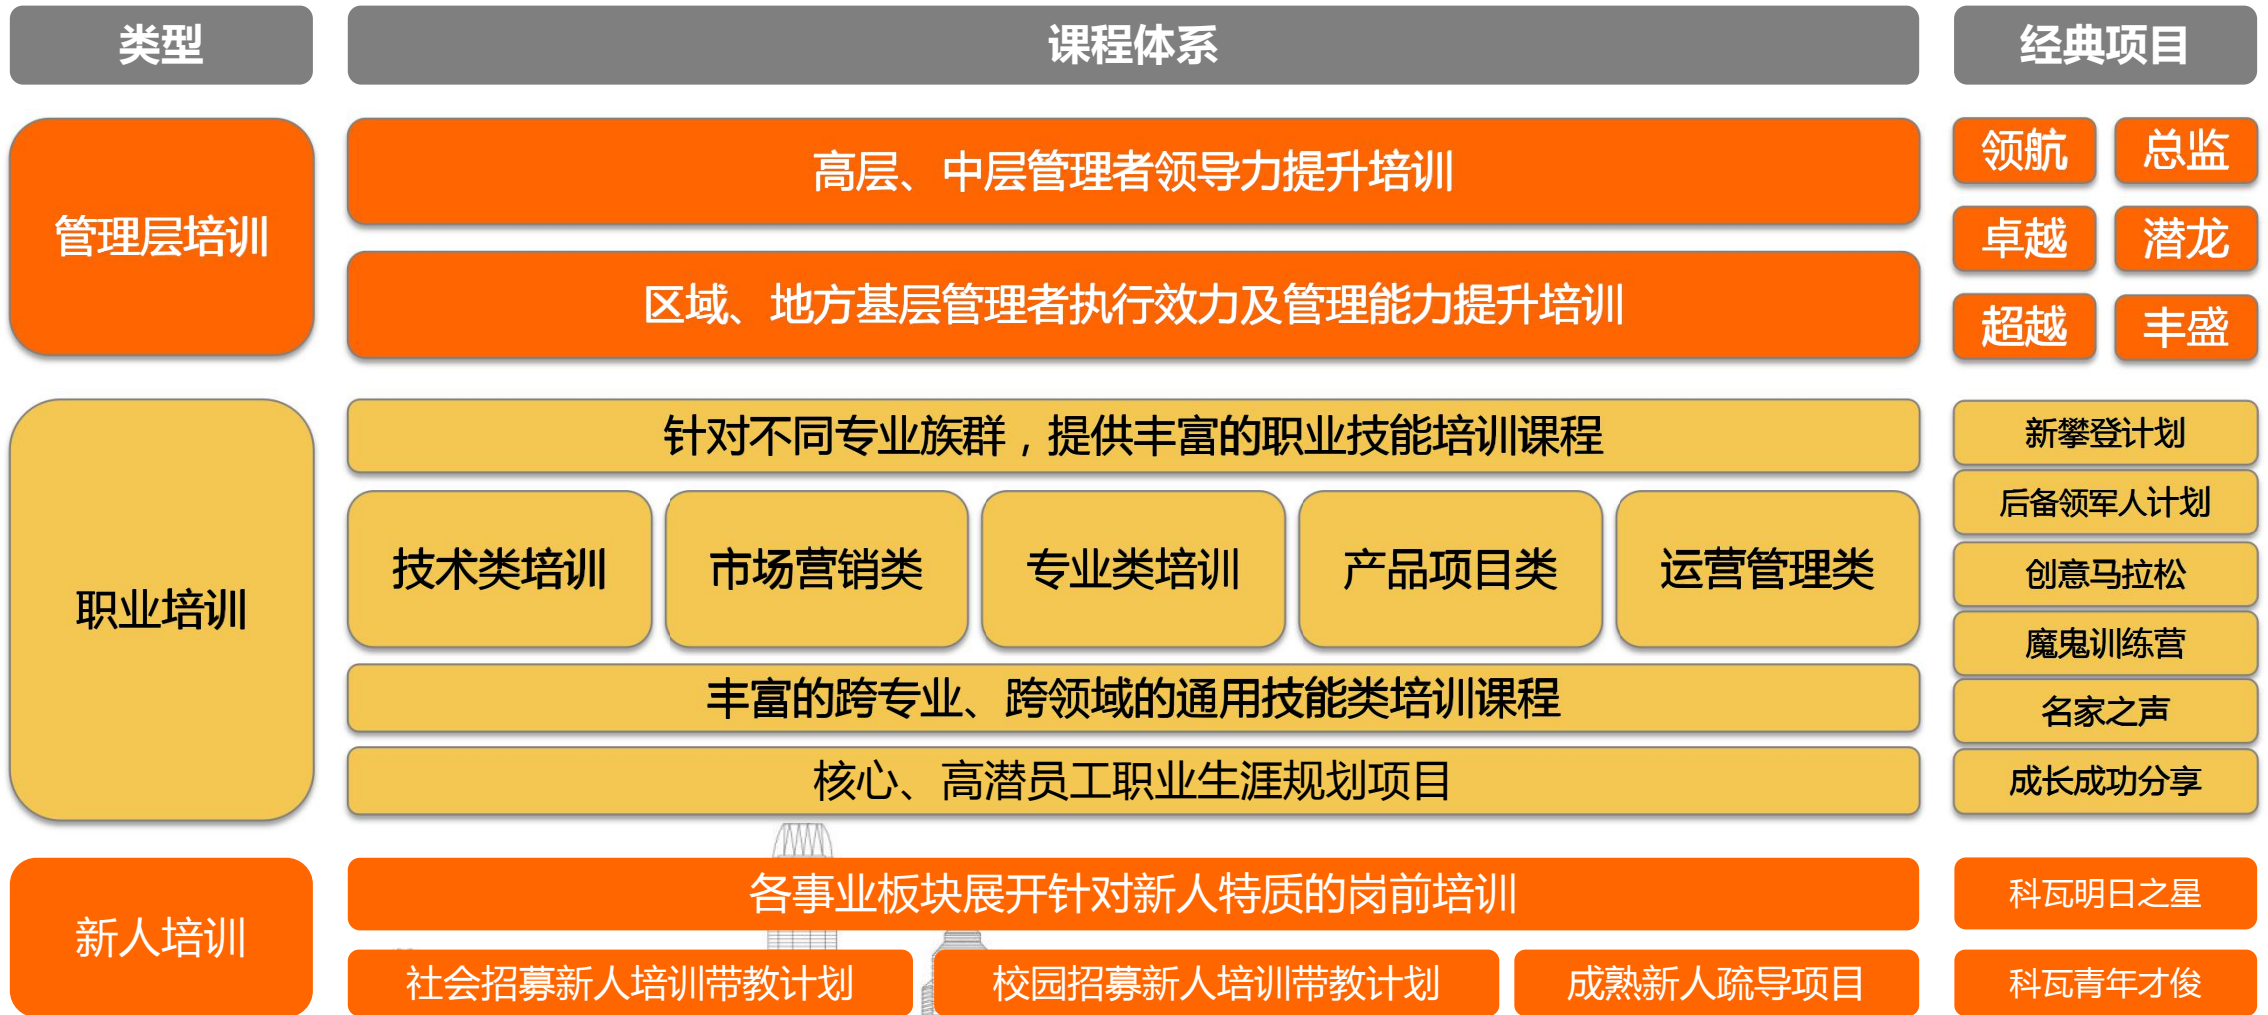 类型
课程体系
经典项目
管理层培训
高层、中层管理者领导力提升培训
区域、地方基层管理者执行效力及管理能力提升培训
领航
总监
卓越
潜龙
超越
丰盛
职业培训
针对不同专业族群，提供丰富的职业技能培训课程
技术类培训
市场营销类
专业类培训
产品项目类
运营管理类
丰富的跨专业、跨领域的通用技能类培训课程
核心、高潜员工职业生涯规划项目
新攀登计划
后备领军人计划
创意马拉松
魔鬼训练营
名家之声
成长成功分享
新人培训
各事业板块展开针对新人特质的岗前培训
社会招募新人培训带教计划
校园招募新人培训带教计划
成熟新人疏导项目
科瓦明日之星
科瓦青年才俊